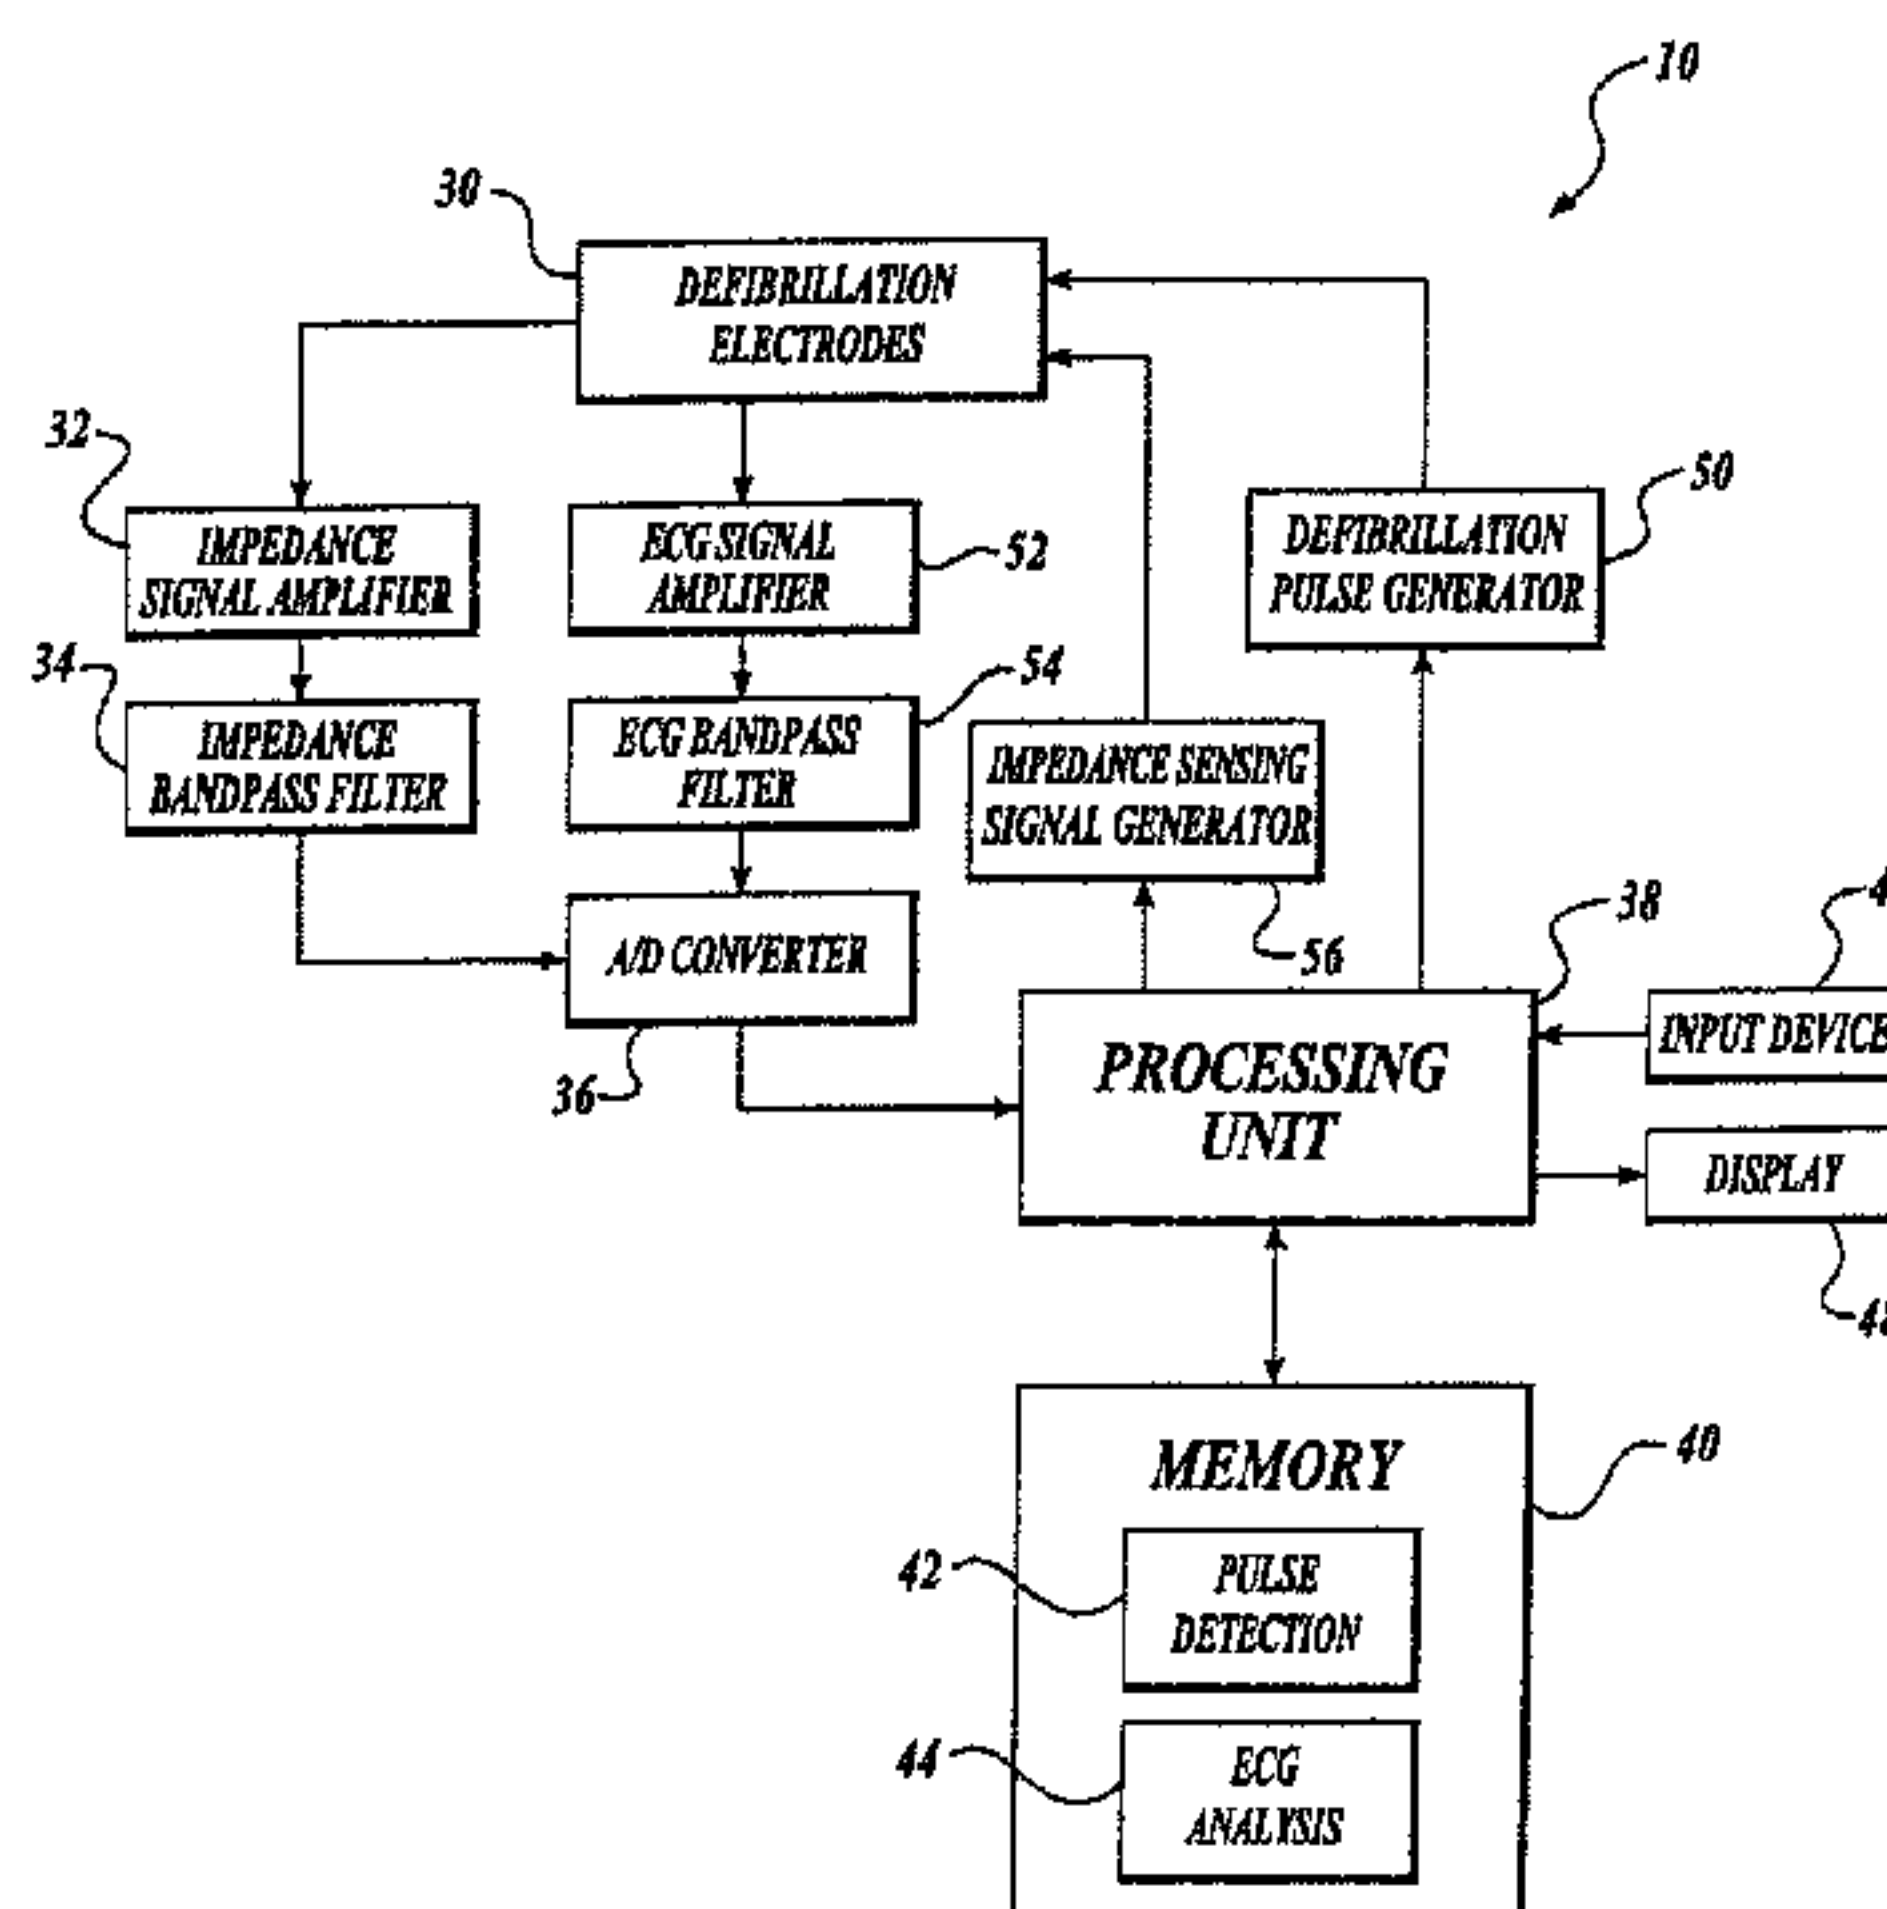 10
30
DEFIBRILLATION
ELECTRODES
32
IMPEDANCE
SIGNAL AMPLIFIER
ECG SIGNAL
AMPLIFIER
52
DEFIBRILLATION
PULSE GENERATOR
50
34
IMPEDANCE
BANDPASS FILTER
ECG BANDPASS
FILTER
54
IMPEDANCE SENSING
SIGNAL GENERATOR
56
A/D CONVERTER
36
38
PROCESSING
UNIT
INPUT DEVICE
DISPLAY
48
MEMORY
40
42
PULSE
DETECTION
44
ECG
ANALYSIS